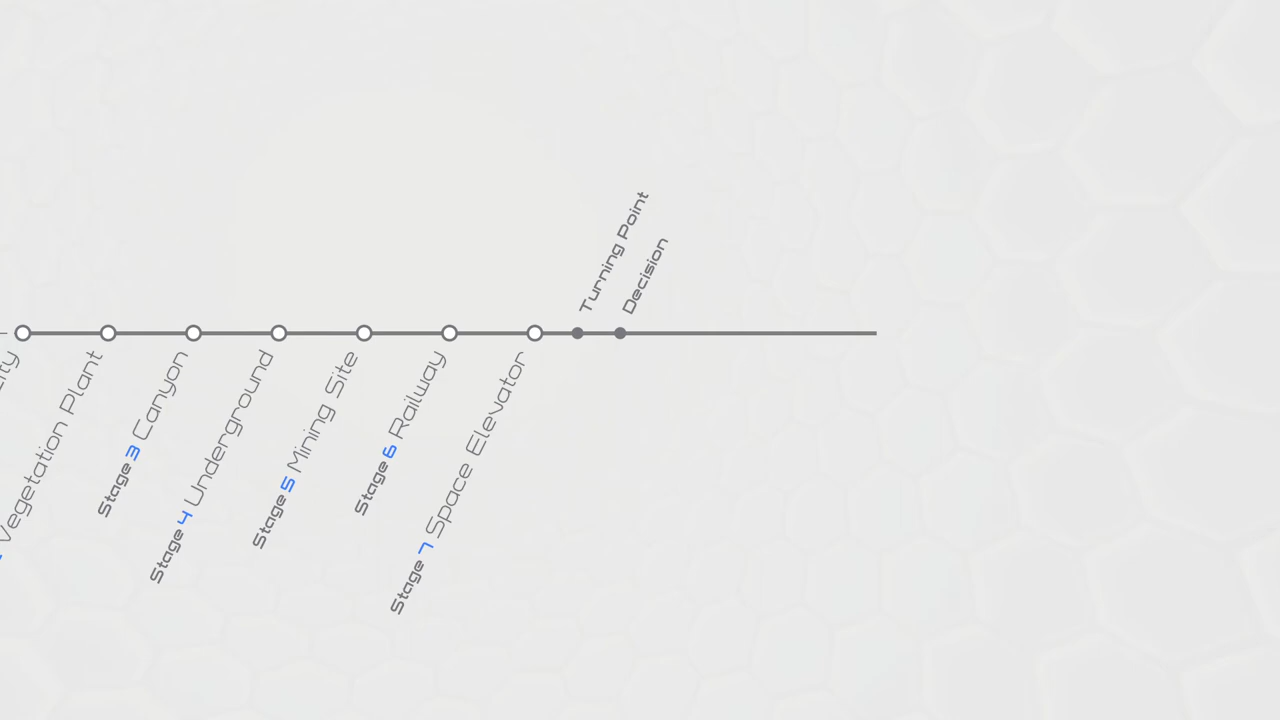 Turning Point
Decision
Vegetation Plant
Stage 3 Canyon
Stage 4 Underground
Stage 5 Mining Site
Stage 6 Railway
Stage 7 Space Elevator